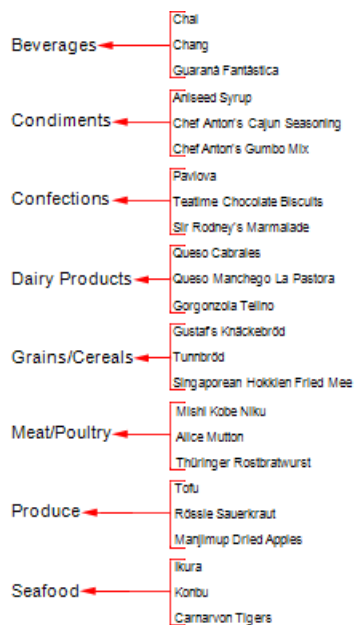 Beverages
Chai
Chang
Guaraná Fantástica
Condiments
Aniseed Syrup
Chef Anton's Cajun Seasoning
Chef Anton's Gumbo Mix
Confections
Pavlova
Teatime Chocolate Biscuits
Sir Rodney's Marmalade
Dairy Products
Queso Cabrales
Queso Manchego La Pastora
Gorgonzola Telino
Grains/Cereals
Gustaf's Knäckebröd
Tunnbröd
Singaporean Hokkien Fried Mee
Meat/Poultry
Mishi Kobe Niku
Alice Mutton
Thüringer Rostbratwurst
Produce
Tofu
Rössle Sauerkraut
Manjimup Dried Apples
Seafood
Ikura
Konbu
Carnarvon Tigers